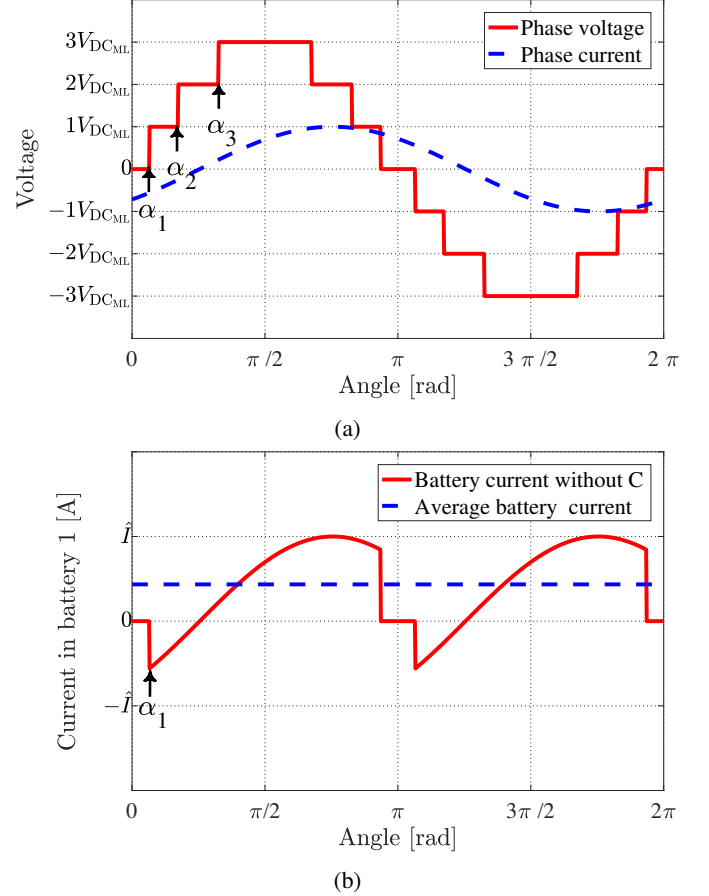 Phase voltage
Phase current
3V_DC_ML
2V_DC_ML
1V_DC_ML
0
−1V_DC_ML
−2V_DC_ML
−3V_DC_ML
Voltage
α_1
α_2
α_3
0
π /2
π
3 π /2
2 π
Angle [rad]
(a)
Battery current without C
Average battery current
Î
0
−Î
Current in battery 1 [A]
α_1
0
π/2
π
3π /2
2π
Angle [rad]
(b)